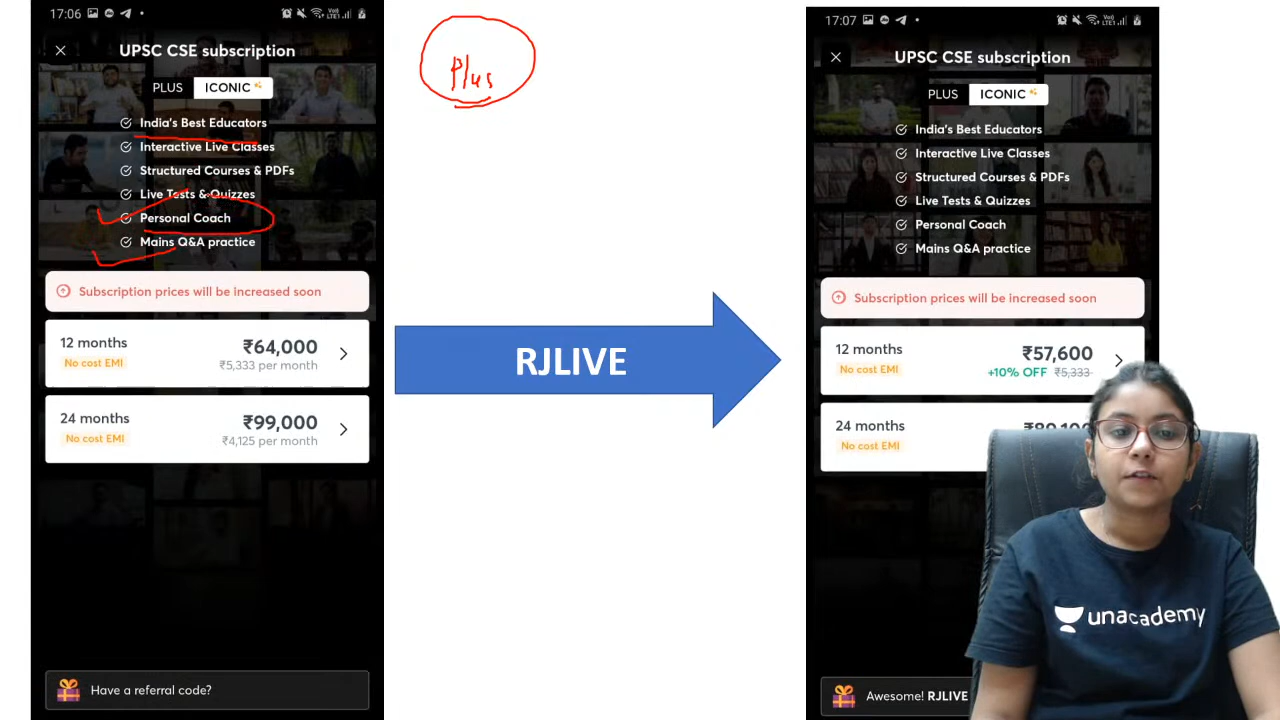 17:06
UPSC CSE subscription
PLUS ICONIC
India's Best Educators
Interactive Live Classes
Structured Courses & PDFs
Live Tests & Quizzes
Personal Coach
Mains Q&A practice
Subscription prices will be increased soon
12 months ₹64,000
No cost EMI ₹5,333 per month
24 months ₹99,000
No cost EMI ₹4,125 per month
Have a referral code?
Plus
RJLIVE
17:07
UPSC CSE subscription
PLUS ICONIC
India's Best Educators
Interactive Live Classes
Structured Courses & PDFs
Live Tests & Quizzes
Personal Coach
Mains Q&A practice
Subscription prices will be increased soon
12 months ₹57,600
No cost EMI +10% OFF ₹5,333
24 months
No cost EMI
Awesome! RJLIVE
unacademy